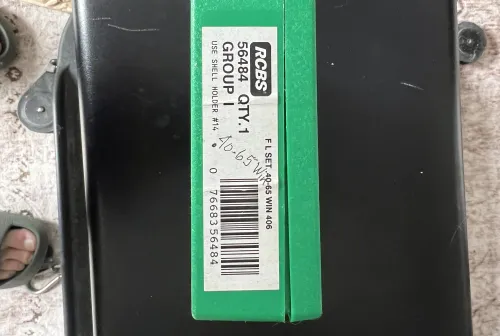 RCBS
56484 QTY.1
GROUP I
USE SHELL HOLDER #14
F L SET, 40-65 WIN 406
40-65 Win
0 76683 56484